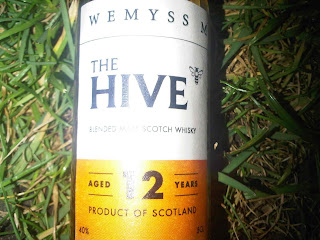 WEMYSS M
THE
HIVE
BLENDED MALT SCOTCH WHISKY
AGED 12 YEARS
PRODUCT OF SCOTLAND
40%